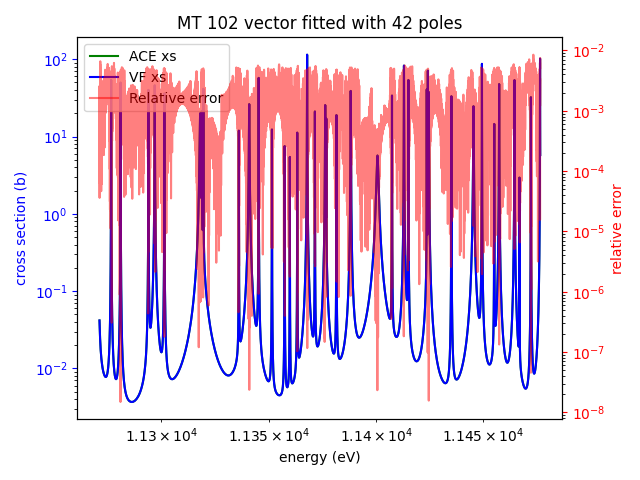 MT 102 vector fitted with 42 poles
ACE xs
VF xs
Relative error
10²
10¹
10⁰
10⁻¹
10⁻²
cross section (b)
10⁻²
10⁻³
10⁻⁴
10⁻⁵
10⁻⁶
10⁻⁷
10⁻⁸
relative error
1.13 × 10⁴
1.135 × 10⁴
1.14 × 10⁴
1.145 × 10⁴
energy (eV)